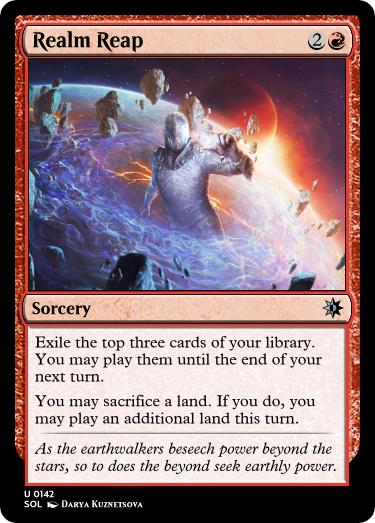 Realm Reap 2
Sorcery
Exile the top three cards of your library.
You may play them until the end of your
next turn.
You may sacrifice a land. If you do, you
may play an additional land this turn.
As the earthwalkers beseech power beyond the
stars, so to does the beyond seek earthly power.
U 0142
SOL Darya Kuznetsova